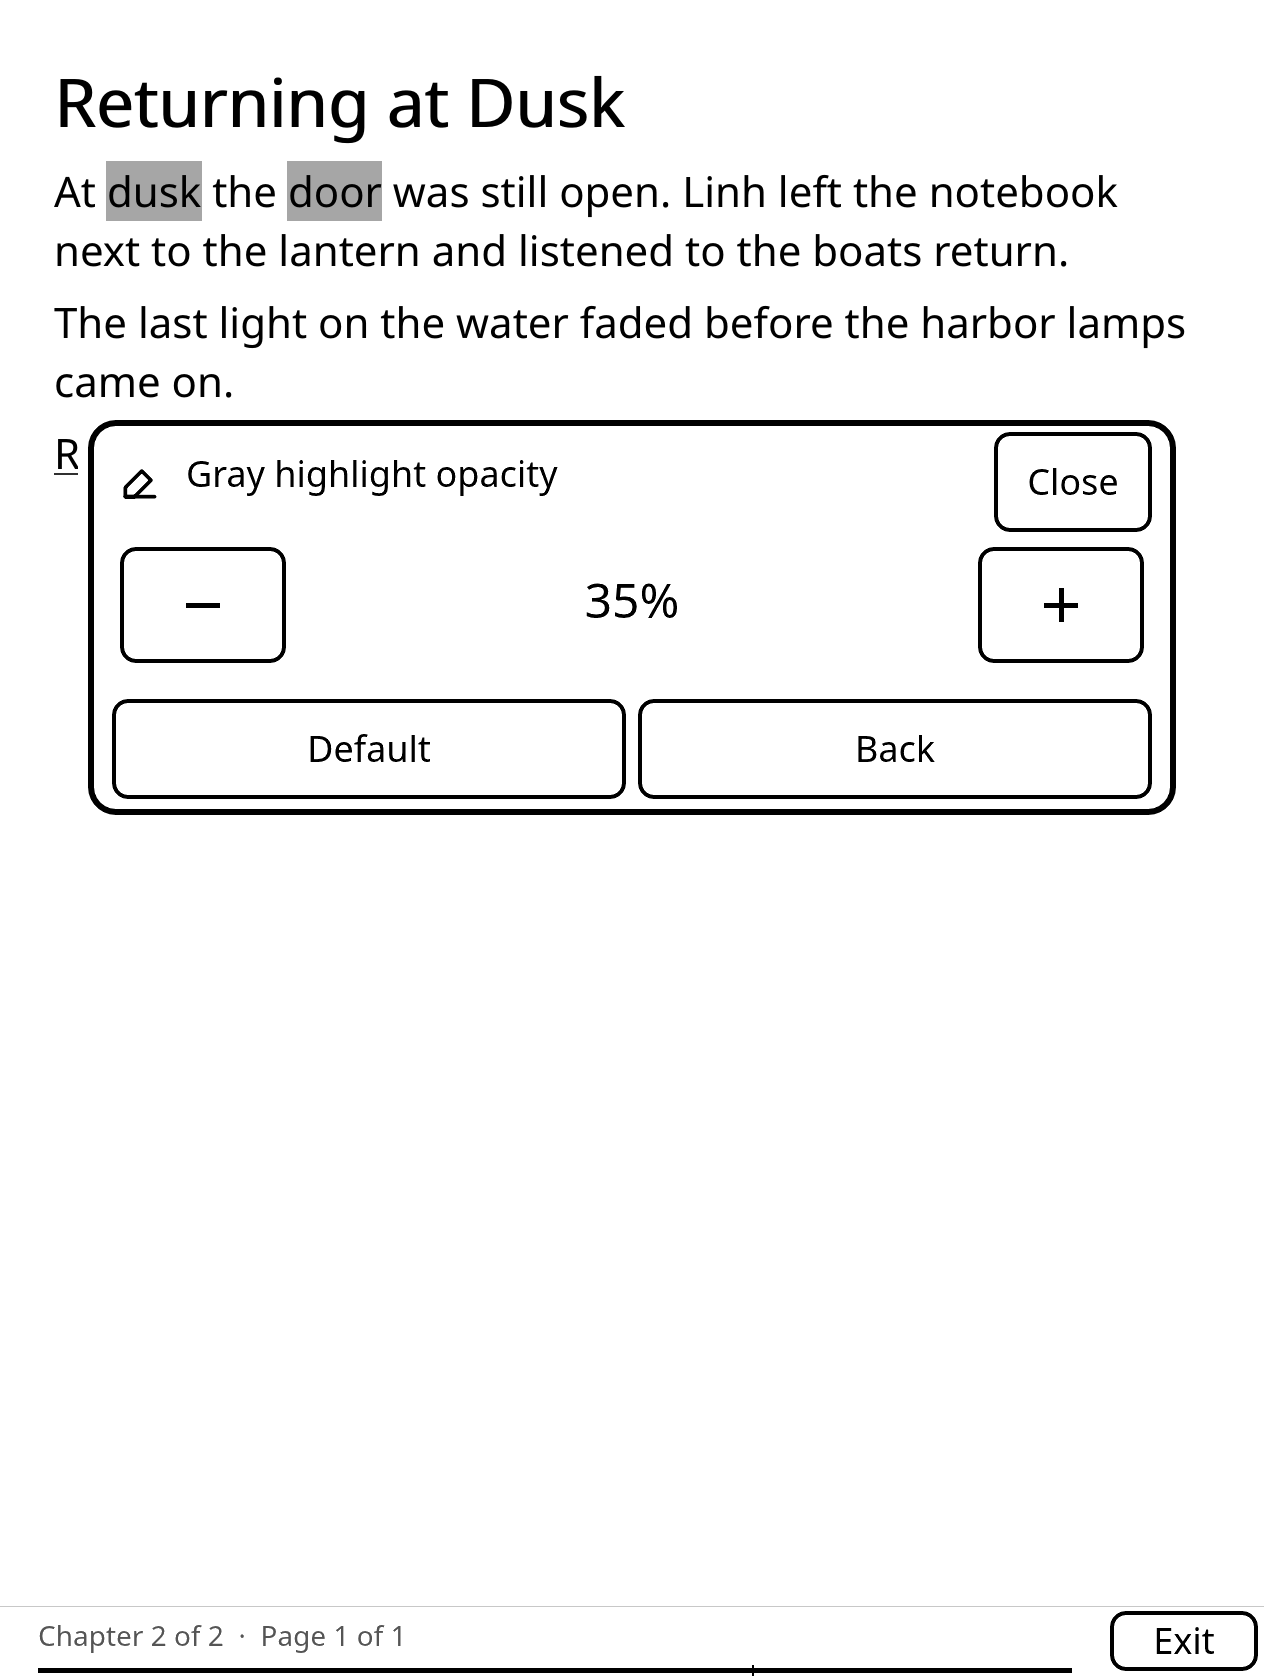 Returning at Dusk
At dusk the door was still open. Linh left the notebook
next to the lantern and listened to the boats return.
The last light on the water faded before the harbor lamps
came on.
R
Gray highlight opacity
Close
− 35% +
Default Back
Chapter 2 of 2 · Page 1 of 1
Exit